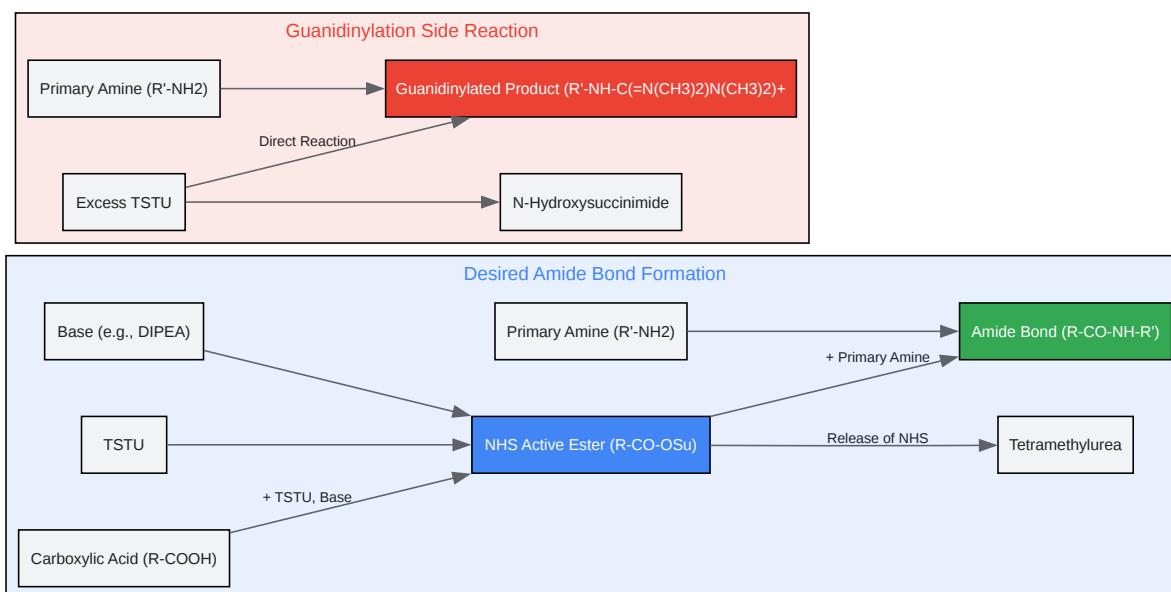 Guanidinylation Side Reaction
Primary Amine (R'-NH2)
Guanidinylated Product (R'-NH-C(=N(CH3)2)N(CH3)2)+
Direct Reaction
Excess TSTU
N-Hydroxysuccinimide
Desired Amide Bond Formation
Base (e.g., DIPEA)
Primary Amine (R'-NH2)
Amide Bond (R-CO-NH-R')
+ Primary Amine
TSTU
NHS Active Ester (R-CO-OSu)
Release of NHS
Tetramethylurea
+ TSTU, Base
Carboxylic Acid (R-COOH)